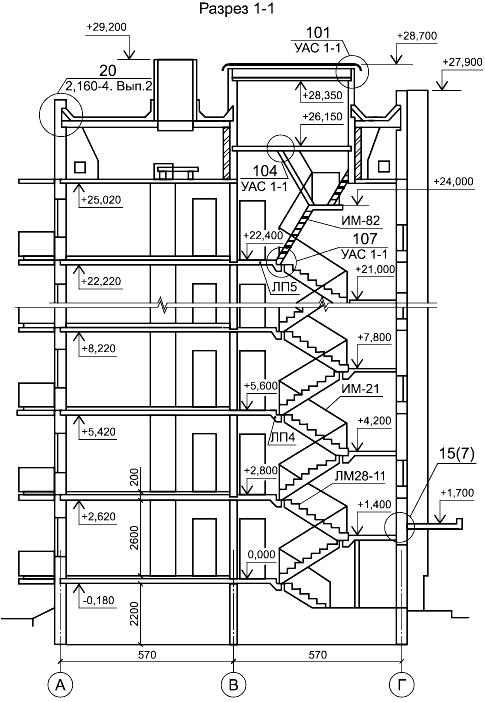 Разрез 1-1
+29,200
101
УАС 1-1
+28,700
+27,900
20
2,160-4. Вып.2
+28,350
+26,150
104
УАС 1-1
+24,000
+25,020
ИМ-82
+22,400
107
УАС 1-1
+22,220
ЛП5
+21,000
+8,220
+7,800
+5,600
ИМ-21
+5,420
ЛП4
+4,200
15(7)
200
+2,800
ЛМ28-11
+1,700
+2,620
+1,400
2600
0,000
-0,180
2200
570
570
А
В
Г